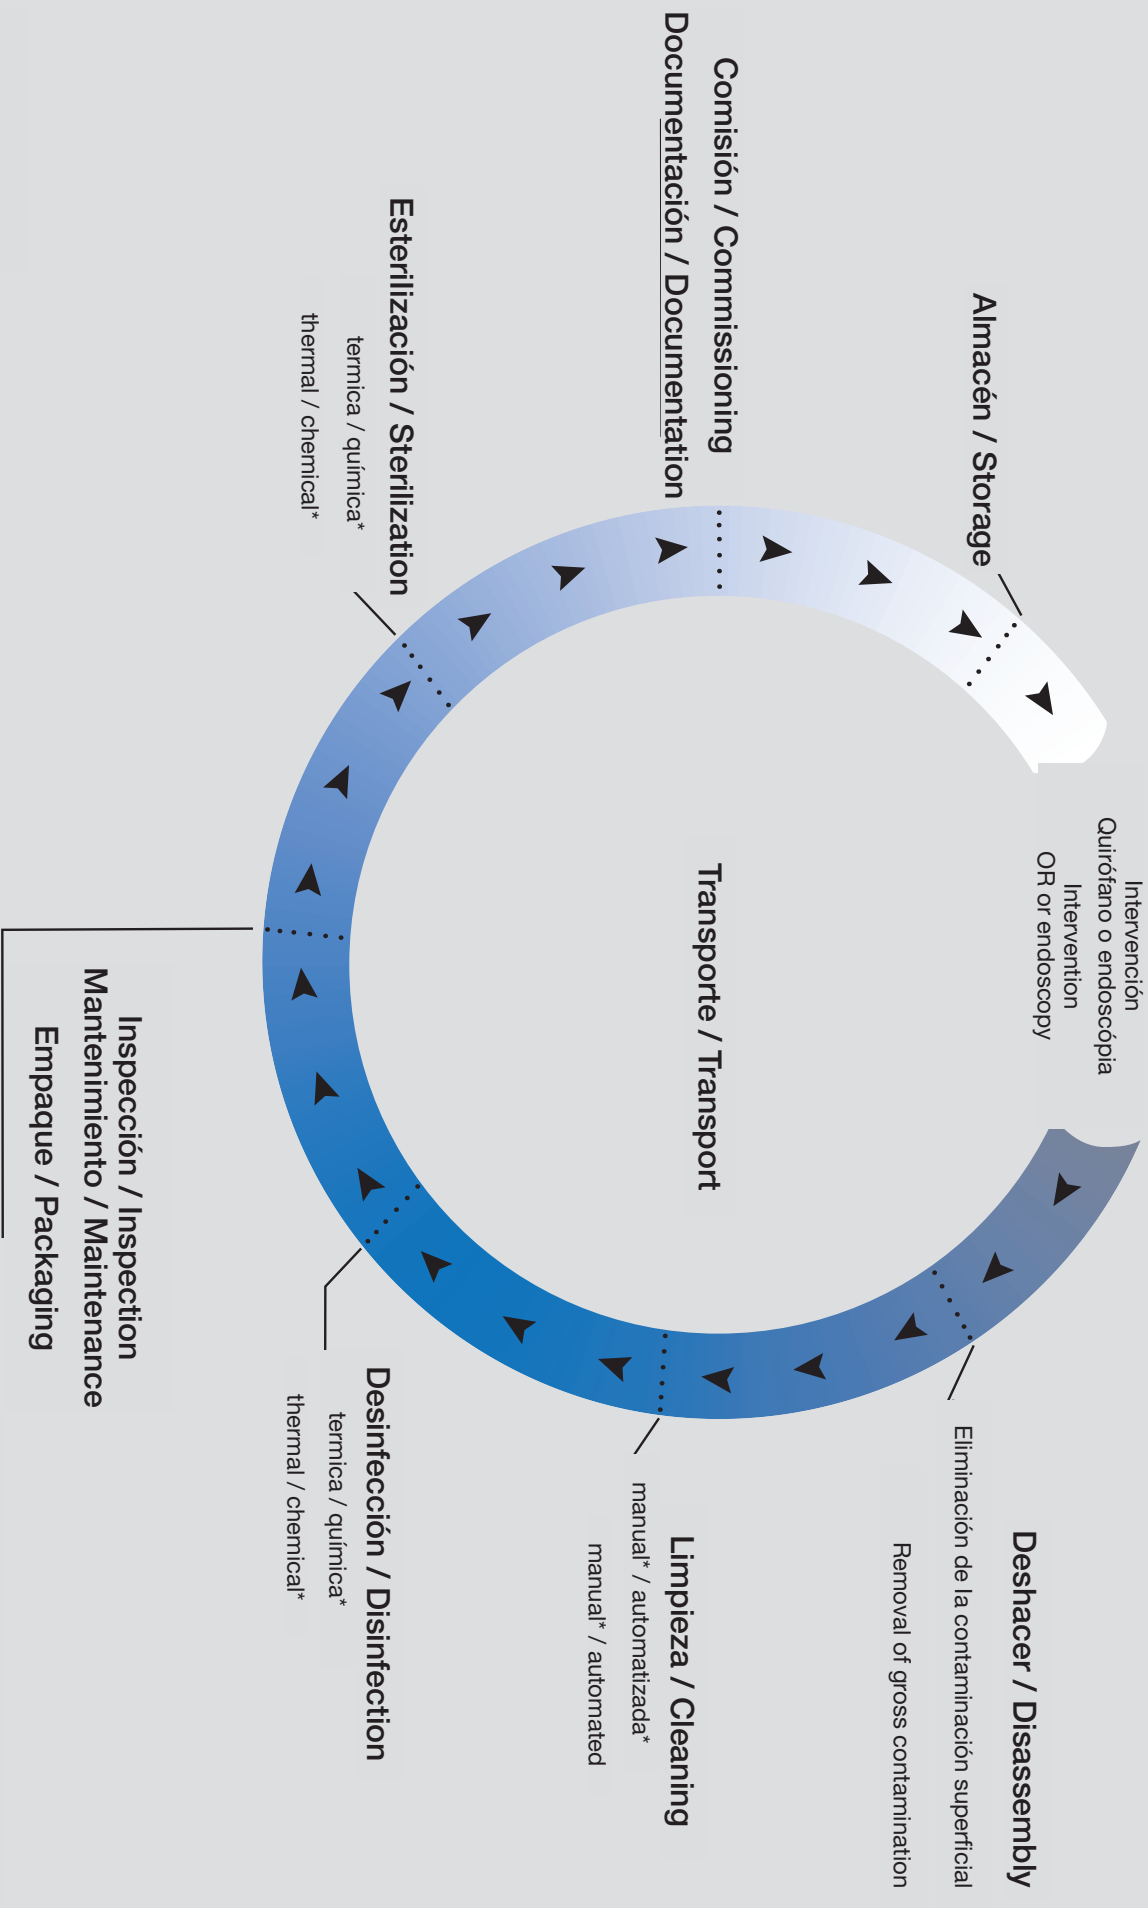 Intervención
Quirófano o endoscópia
Intervention
OR or endoscopy
Deshacer / Disassembly
Eliminación de la contaminación superficial
Removal of gross contamination
Limpieza / Cleaning
manual* / automatizada*
manual* / automated
Desinfección / Disinfection
termica / química*
thermal / chemical*
Inspección / Inspection
Mantenimiento / Maintenance
Empaque / Packaging
Esterilización / Sterilization
termica / química*
thermal / chemical*
Comisión / Commissioning
Documentación / Documentation
Almacén / Storage
Transporte / Transport